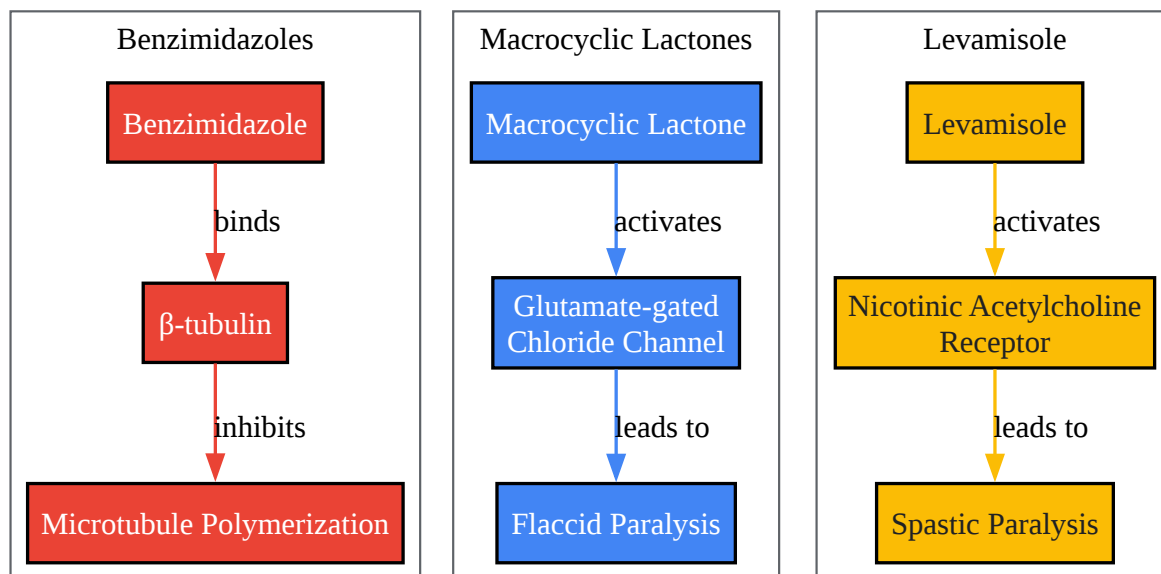 Benzimidazoles
Benzimidazole
binds
β-tubulin
inhibits
Microtubule Polymerization
Macrocyclic Lactones
Macrocyclic Lactone
activates
Glutamate-gated
Chloride Channel
leads to
Flaccid Paralysis
Levamisole
Levamisole
activates
Nicotinic Acetylcholine
Receptor
leads to
Spastic Paralysis